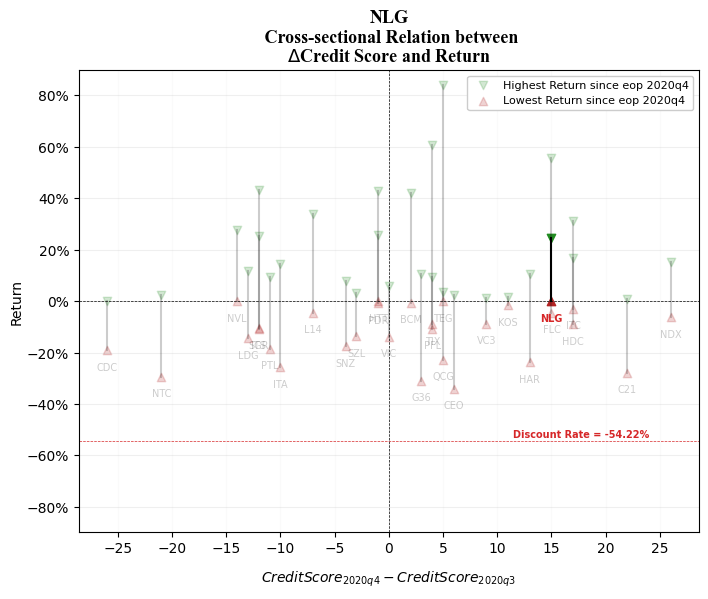 NLG
Cross-sectional Relation between
ΔCredit Score and Return
Highest Return since eop 2020q4
Lowest Return since eop 2020q4
80%
60%
40%
20%
0%
−20%
−40%
−60%
−80%
Return
NVL
L14
BCM
TEG
NLG
KOS
FLC
HDC
VC3
NDX
LDG
SZL
VIC
PTL
SNZ
CDC
QCG
HAR
ITA
NTC
G36
CEO
C21
Discount Rate = -54.22%
−25
−20
−15
−10
−5
0
5
10
15
20
25
CreditScore2020q4 − CreditScore2020q3